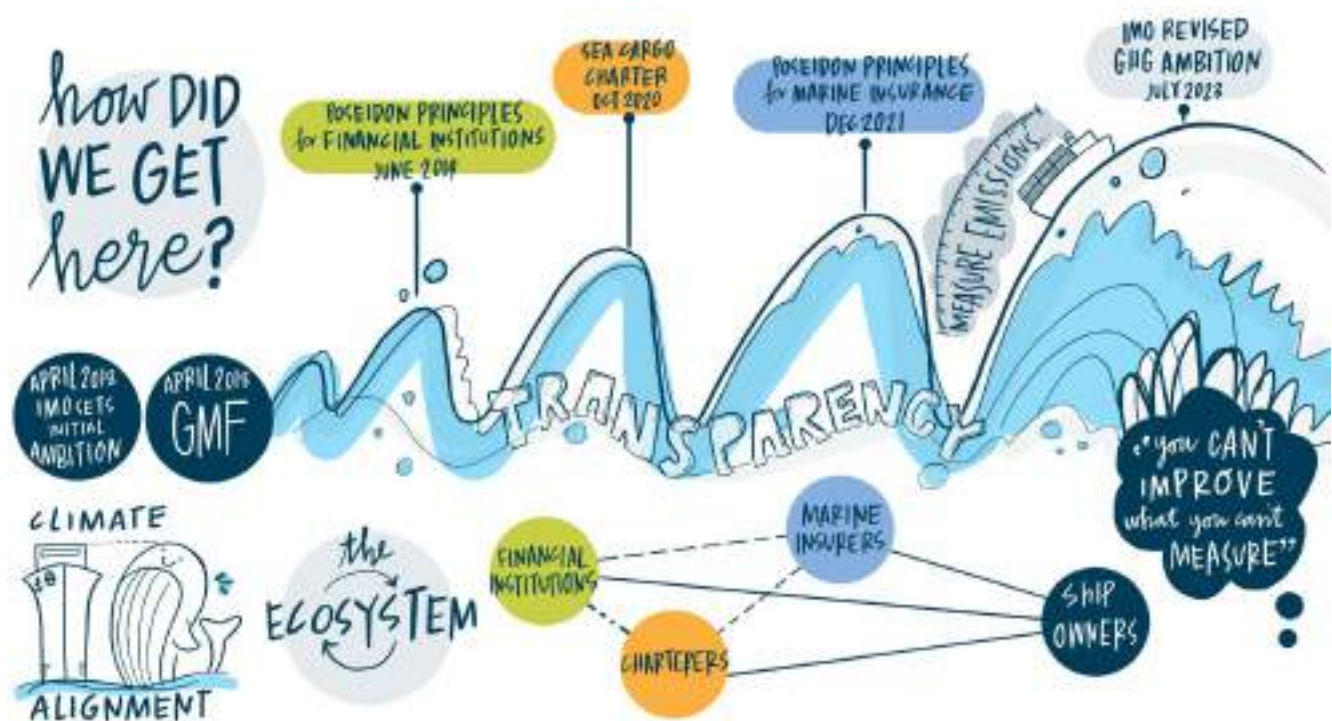 how DID
WE GET
here?
POSEIDON PRINCIPLES
for FINANCIAL INSTITUTIONS
JUNE 2019
SEA CARGO
CHARTER
OCT 2020
POSEIDON PRINCIPLES
for MARINE INSURANCE
DEC 2021
IMO REVISED
GHG AMBITION
JULY 2023
MEASURE EMISSIONS
APRIL 2018
IMO SETS
INITIAL
AMBITION
APRIL 2018
GMF
TRANSPARENCY
"you CAN'T
IMPROVE
what you can't
MEASURE"
CLIMATE
ALIGNMENT
the
ECOSYSTEM
FINANCIAL
INSTITUTIONS
MARINE
INSURERS
CHARTERERS
SHIP
OWNERS